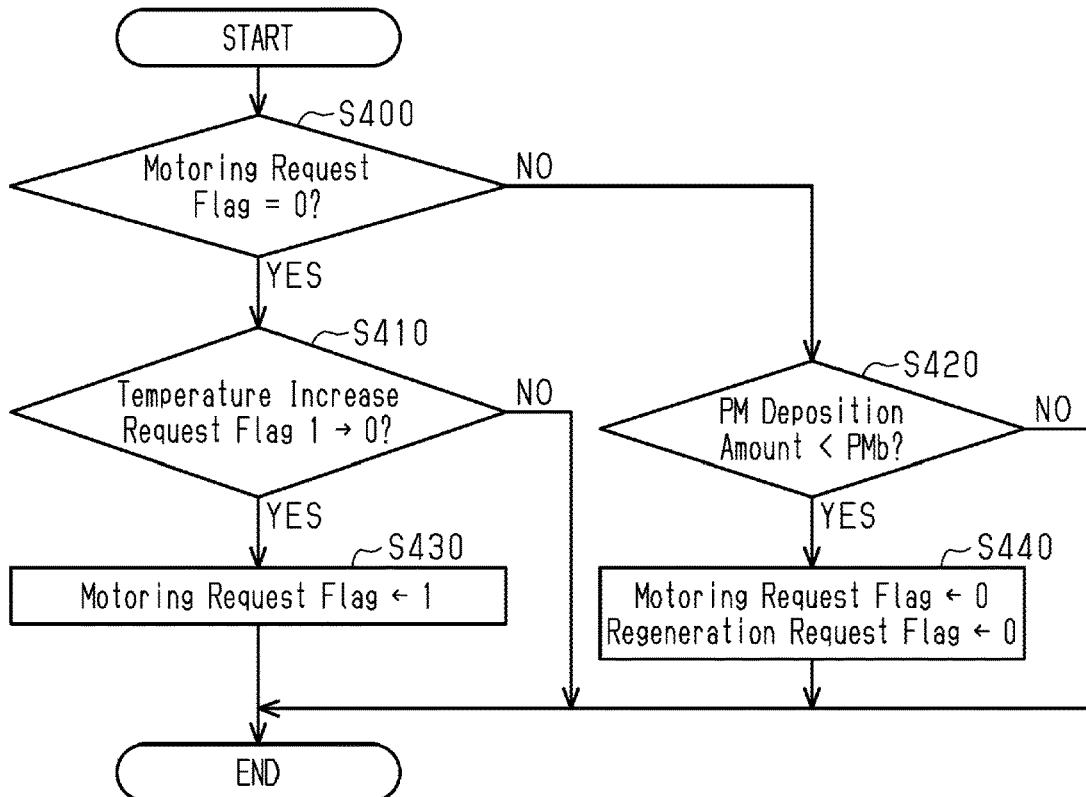 START
S400
Motoring Request
Flag = 0?
NO
YES
S410
Temperature Increase
Request Flag 1 → 0?
NO
YES
S420
PM Deposition
Amount < PMb?
NO
YES
S430
Motoring Request Flag ← 1
S440
Motoring Request Flag ← 0
Regeneration Request Flag ← 0
END